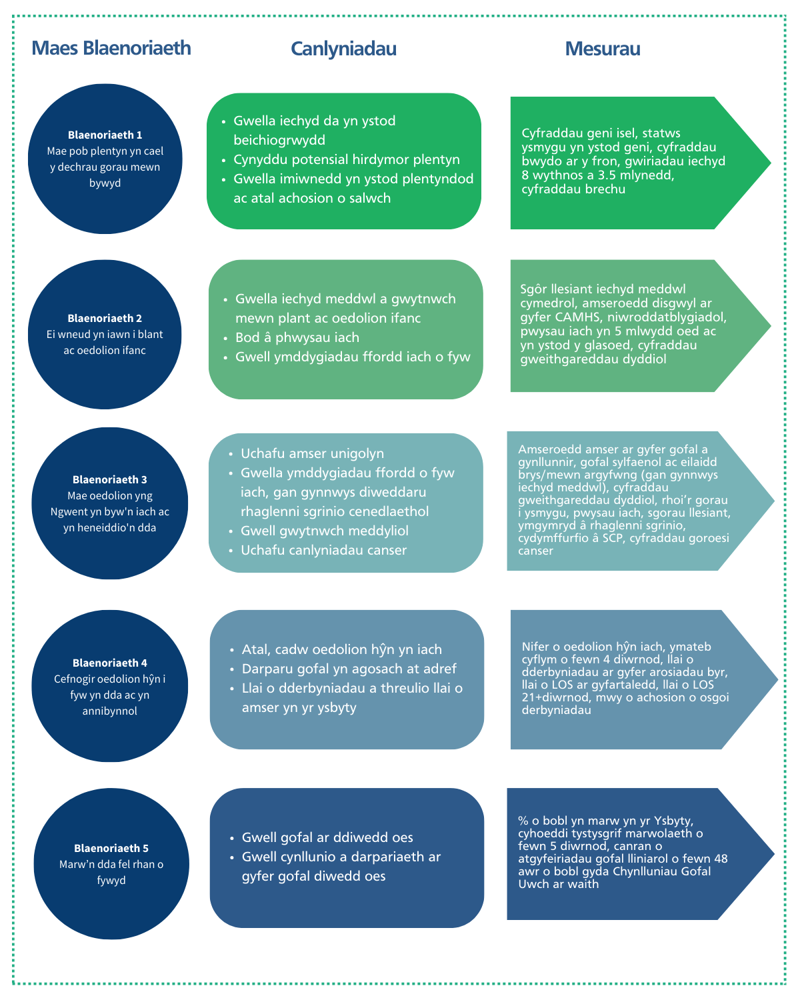 Maes Blaenoriaeth
Canlyniadau
Mesurau
Blaenoriaeth 1
Mae pob plentyn yn cael
y dechrau gorau mewn
bywyd
• Gwella iechyd da yn ystod
beichiogrwydd
• Cynyddu potensial hirdymor plentyn
• Gwella imiwnedd yn ystod plentyndod
ac atal achosion o salwch
Cyfraddau geni isel, statws
ysmygu yn ystod geni, cyfraddau
bwydo ar y fron, gwiriadau iechyd
8 wythnos a 3.5 mlynedd,
cyfraddau brechu
Blaenoriaeth 2
Ei wneud yn iawn i blant
ac oedolion ifanc
• Gwella iechyd meddwl a gwytnwch
mewn plant ac oedolion ifanc
• Bod â phwysau iach
• Gwell ymddygiadau ffordd iach o fyw
Sgôr llesiant iechyd meddwl
cymedrol, amseroedd disgwyl ar
gyfer CAMHS, niwroddatblygiadol,
pwysau iach yn 5 mlwydd oed ac
yn ystod y glasoed, cyfraddau
gweithgareddau dyddiol
Blaenoriaeth 3
Mae oedolion yng
Ngwent yn byw'n iach ac
yn heneiddio'n dda
• Uchafu amser unigolyn
• Gwella ymddygiadau ffordd o fyw
iach, gan gynnwys diweddaru
rhaglenni sgrinio cenedlaethol
• Gwell gwytnwch meddyliol
• Uchafu canlyniadau canser
Amseroedd amser ar gyfer gofal a
gynllunnir, gofal sylfaenol ac eilaidd
brys/mewn argyfwng (gan gynnwys
iechyd meddwl), cyfraddau
gweithgareddau dyddiol, rhoi’r gorau
i ysmygu, pwysau iach, sgorau llesiant,
ymgymryd â rhaglenni sgrinio,
cydymffurfio â SCP, cyfraddau goroesi
canser
Blaenoriaeth 4
Cefnogir oedolion hŷn i
fyw yn dda ac yn
annibynnol
• Atal, cadw oedolion hŷn yn iach
• Darparu gofal yn agosach at adref
• Llai o dderbyniadau a threulio llai o
amser yn yr ysbyty
Nifer o oedolion hŷn iach, ymateb
cyflym o fewn 4 diwrnod, llai o
dderbyniadau ar gyfer arosiadau byr,
llai o LOS ar gyfartaledd, llai o LOS
21+diwrnod, mwy o achosion o osgoi
derbyniadau
Blaenoriaeth 5
Marw’n dda fel rhan o
fywyd
• Gwell gofal ar ddiwedd oes
• Gwell cynllunio a darpariaeth ar
gyfer gofal diwedd oes
% o bobl yn marw yn yr Ysbyty,
cyhoeddi tystysgrif marwolaeth o
fewn 5 diwrnod, canran o
atgyfeiriadau gofal lliniarol o fewn 48
awr o bobl gyda Chynlluniau Gofal
Uwch ar waith